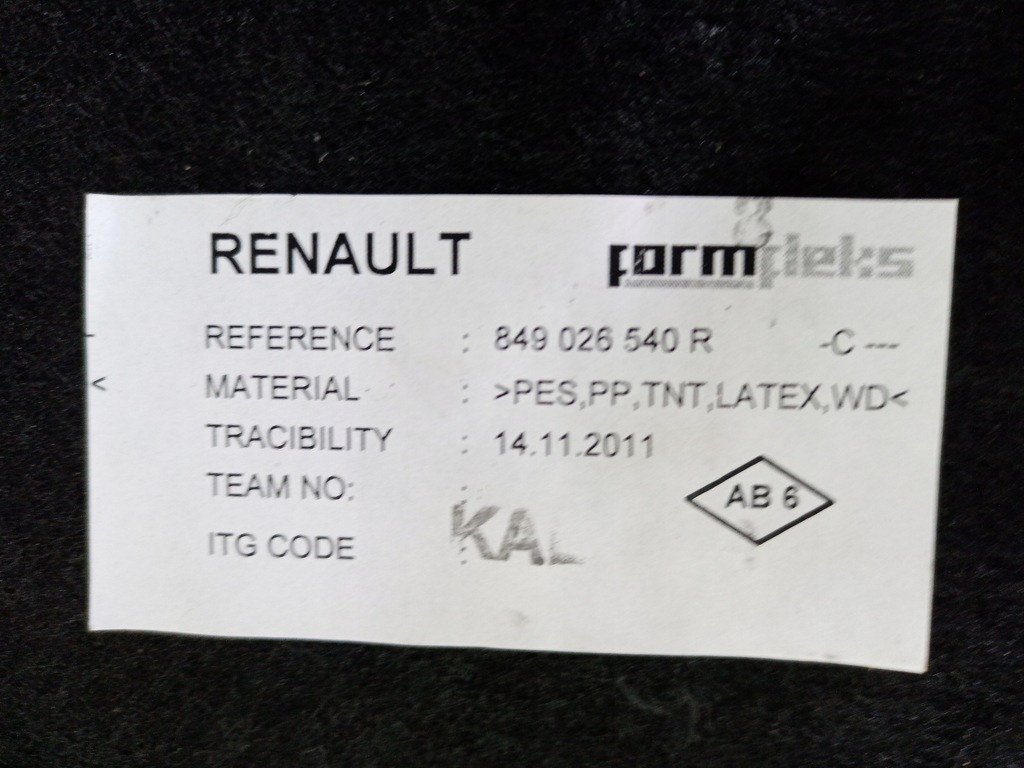 RENAULT formfleks
REFERENCE : 849 026 540 R -C ---
< MATERIAL : >PES,PP,TNT,LATEX,WD<
TRACIBILITY : 14.11.2011
TEAM NO: :
AB 6
ITG CODE : KAL